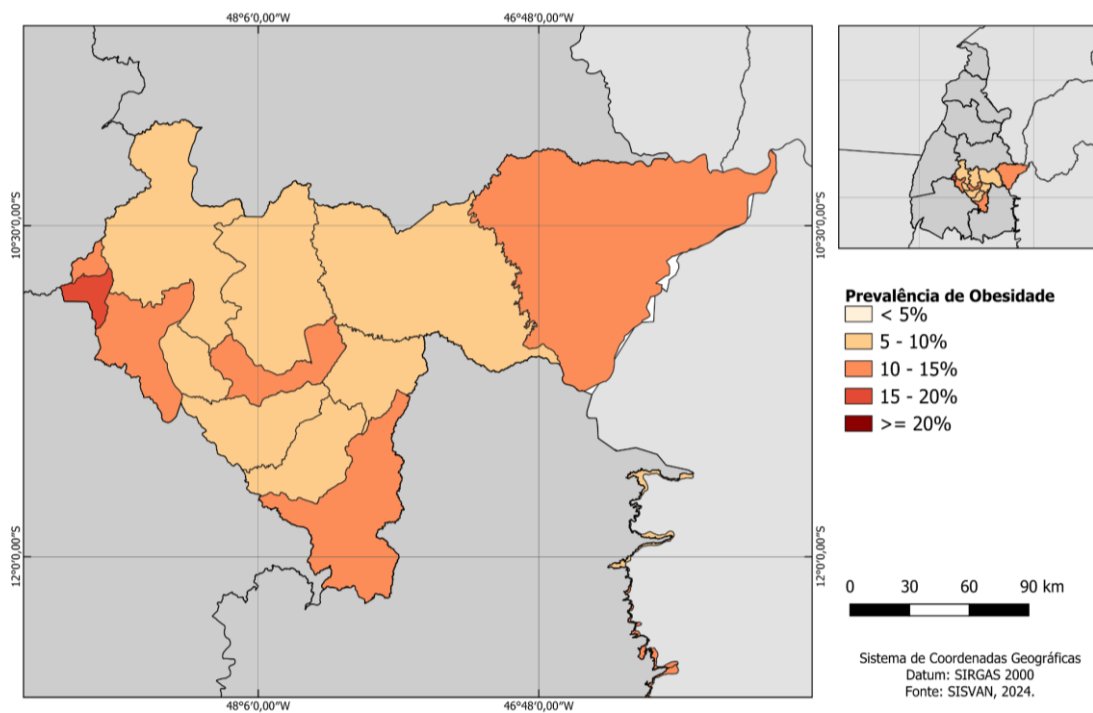 48°6′0,00″W
46°48′0,00″W
10°30′0,00″S
10°30′0,00″S
12°0′0,00″S
12°0′0,00″S
48°6′0,00″W
46°48′0,00″W
Prevalência de Obesidade
< 5%
5 - 10%
10 - 15%
15 - 20%
>= 20%
0 30 60 90 km
Sistema de Coordenadas Geográficas
Datum: SIRGAS 2000
Fonte: SISVAN, 2024.